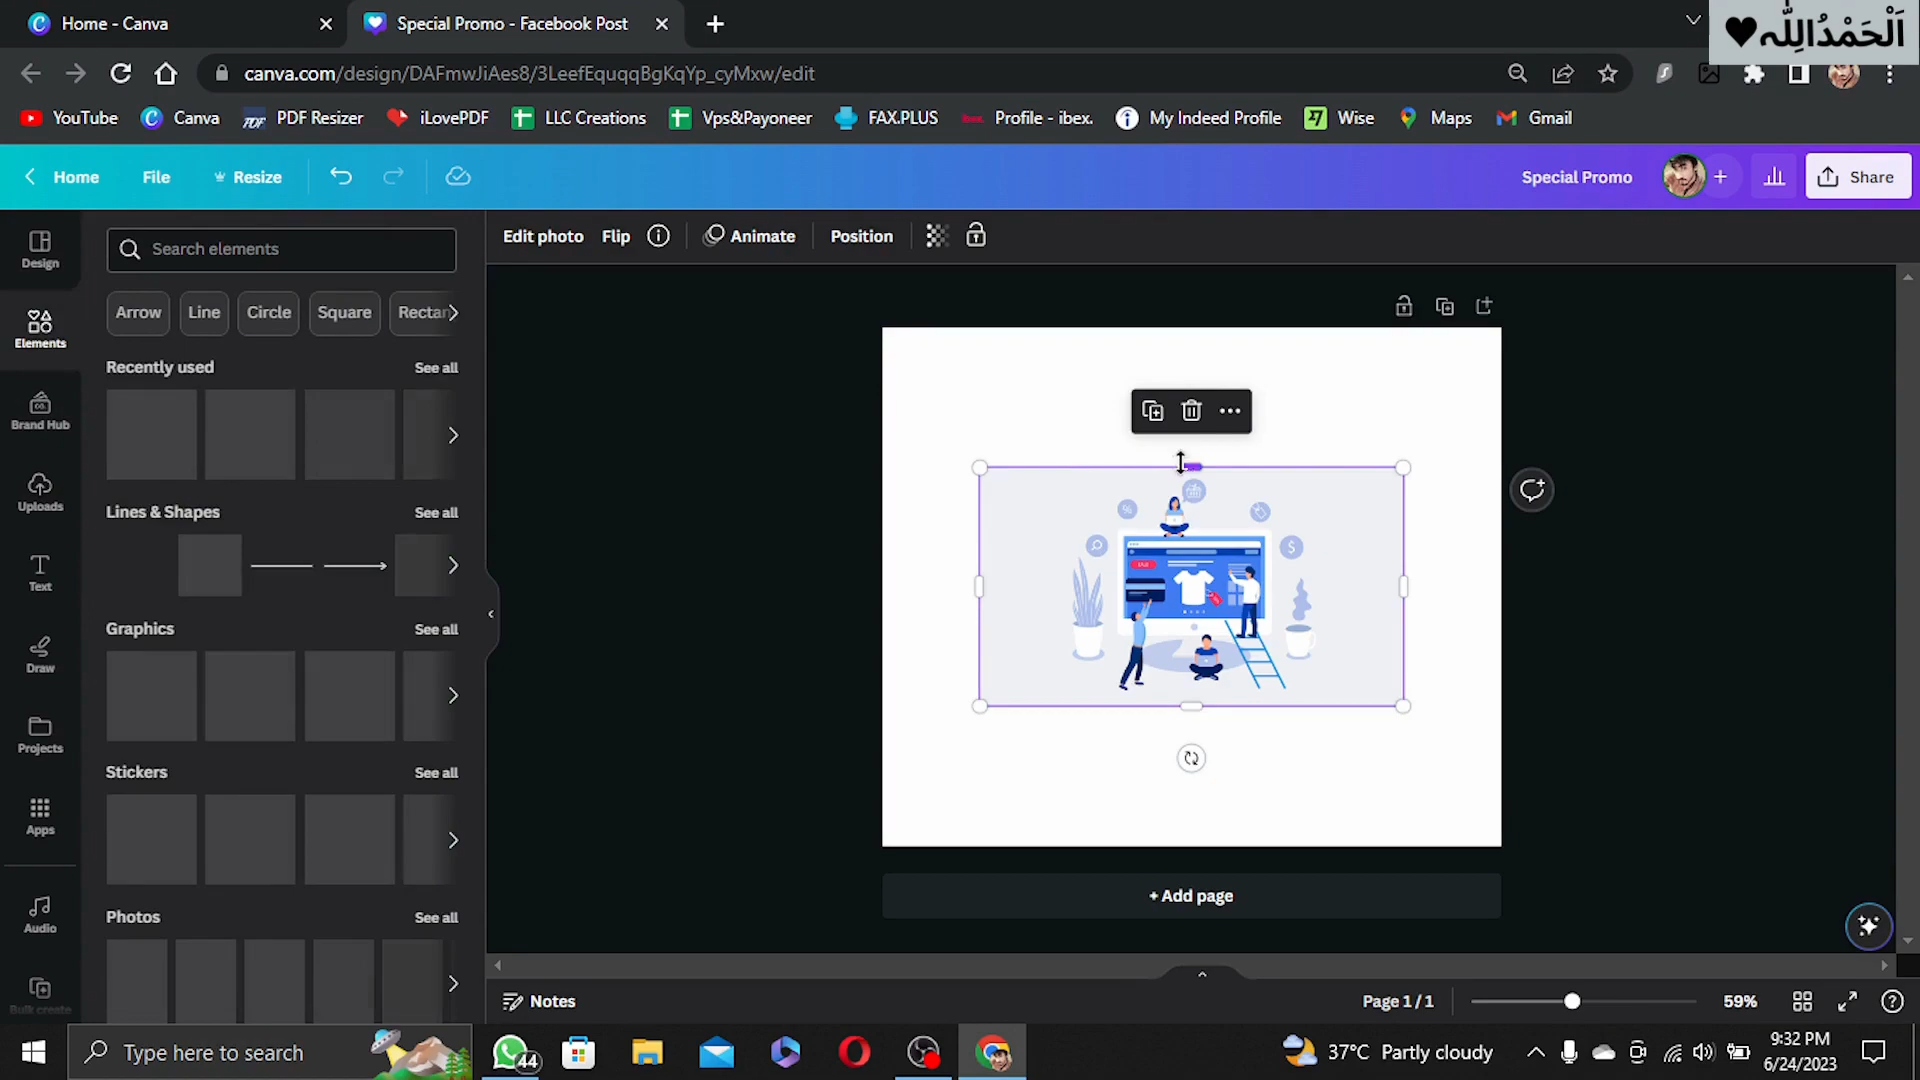 Home - Canva
Special Promo - Facebook Post
اَلْحَمْدُاللّٰه
canva.com/design/DAFmwJiAes8/3LeefEquqqBgKqYp_cyMxw/edit
YouTube
Canva
PDF
PDF Resizer
iLovePDF
LLC Creations
Vps&Payoneer
FAX.PLUS
Profile - ibex.
My Indeed Profile
Wise
Maps
Gmail
Home
File
Resize
Special Promo
Share
Design
Elements
Brand Hub
Uploads
Text
Draw
Projects
Apps
Audio
Bulk create
Search elements
Arrow
Line
Circle
Square
Rectan
Recently used
See all
Lines & Shapes
See all
Graphics
See all
Stickers
See all
Photos
See all
Edit photo
Flip
Animate
Position
%
$
SALE
+ Add page
Notes
Page 1 / 1
59%
Type here to search
44
37°C Partly cloudy
9:32 PM
6/24/2023